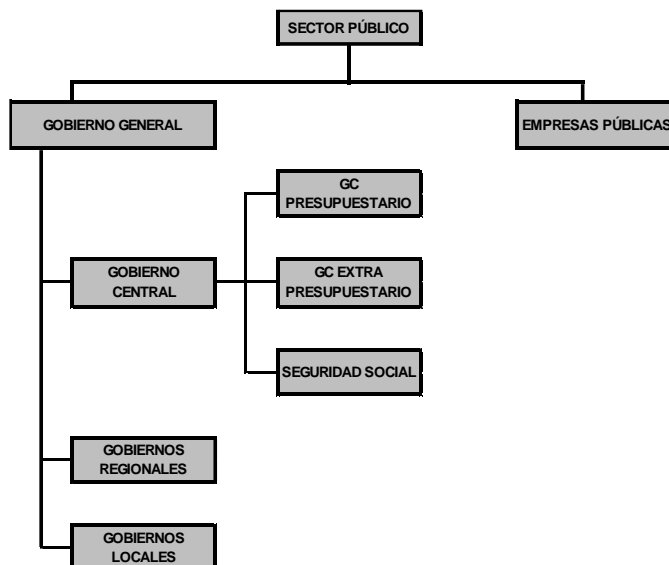 SECTOR PÚBLICO
GOBIERNO GENERAL
EMPRESAS PÚBLICAS
GC
PRESUPUESTARIO
GOBIERNO
CENTRAL
GC EXTRA
PRESUPUESTARIO
SEGURIDAD SOCIAL
GOBIERNOS
REGIONALES
GOBIERNOS
LOCALES